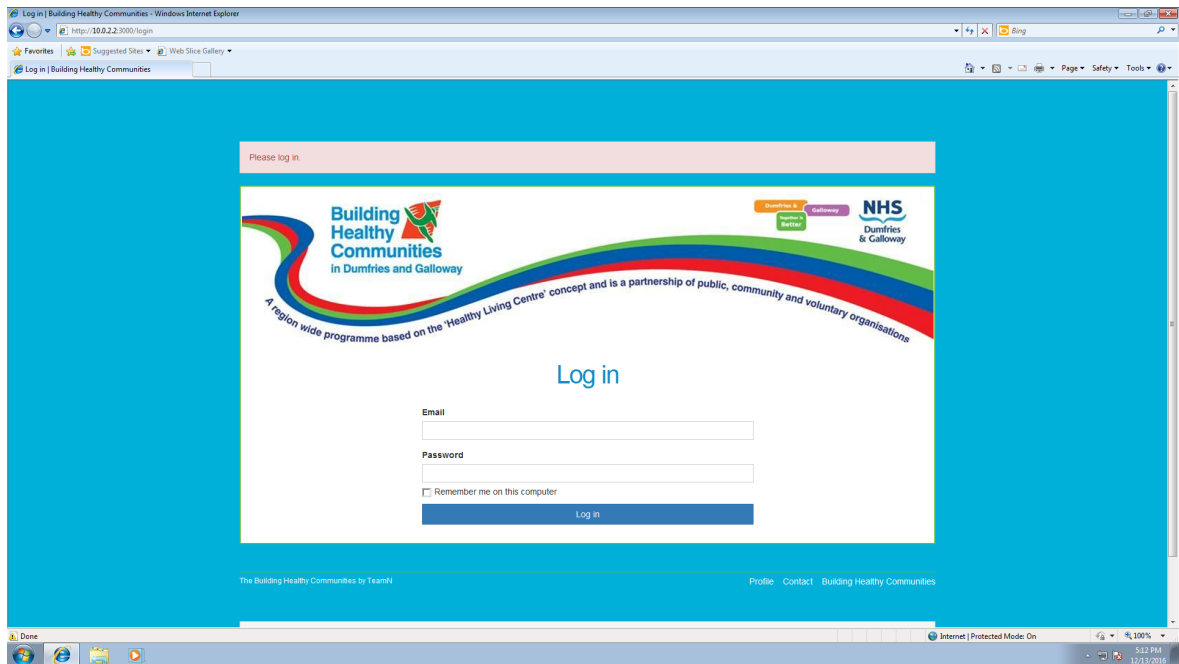 Log in | Building Healthy Communities - Windows Internet Explorer
http://10.0.2.2:3000/login
Bing
Favorites
Suggested Sites
Web Slice Gallery
Log in | Building Healthy Communities
Page
Safety
Tools
Please log in.
Building
Healthy
Communities
in Dumfries and Galloway
Dumfries &
Galloway
Together is
Better
NHS
Dumfries
& Galloway
A region wide programme based on the 'Healthy Living Centre' concept and is a partnership of public, community and voluntary organisations
Log in
Email
Password
Remember me on this computer
Log in
The Building Healthy Communities by TeamN
Profile Contact Building Healthy Communities
Done
Internet | Protected Mode: On
100%
5:12 PM
12/13/2016